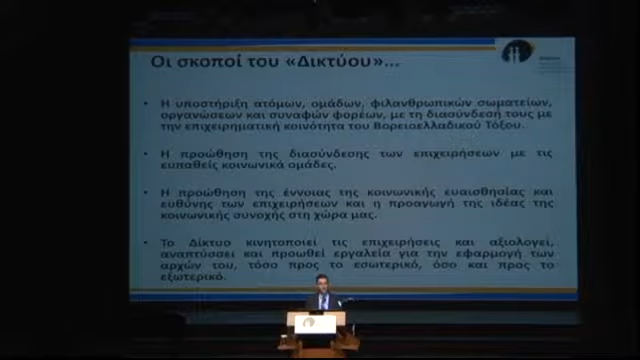 Οι σκοποί του «Δικτύου»...
• Η υποστήριξη ατόμων, ομάδων, φιλανθρωπικών σωματείων,
οργανώσεων και συναφών φορέων, με τη διασύνδεσή τους με
την επιχειρηματική κοινότητα του Βορειοελλαδικού Τόξου.
• Η προώθηση της διασύνδεσης των επιχειρήσεων με τις
ευπαθείς κοινωνικά ομάδες.
• Η προώθηση της έννοιας της κοινωνικής ευαισθησίας και
ευθύνης των επιχειρήσεων και η προαγωγή της ιδέας της
κοινωνικής συνοχής στη χώρα μας.
• Το Δίκτυο κινητοποιεί τις επιχειρήσεις και αξιολογεί,
αναπτύσσει και προωθεί εργαλεία για την εφαρμογή των
αρχών του, τόσο προς το εσωτερικό, όσο και προς το
εξωτερικό.